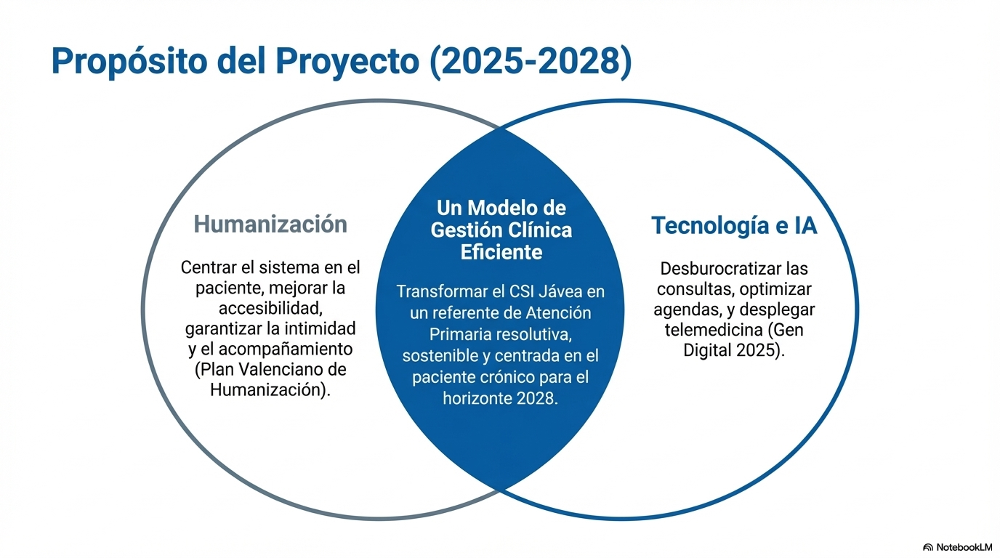 Propósito del Proyecto (2025-2028)
Humanización
Centrar el sistema en el
paciente, mejorar la
accesibilidad,
garantizar la intimidad
y el acompañamiento
(Plan Valenciano de
Humanización).
Un Modelo de
Gestión Clínica
Eficiente
Transformar el CSI Jávea en
un referente de Atención
Primaria resolutiva,
sostenible y centrada en el
paciente crónico para el
horizonte 2028.
Tecnología e IA
Desburocratizar las
consultas, optimizar
agendas, y desplegar
telemedicina (Gen
Digital 2025).
NotebookLM